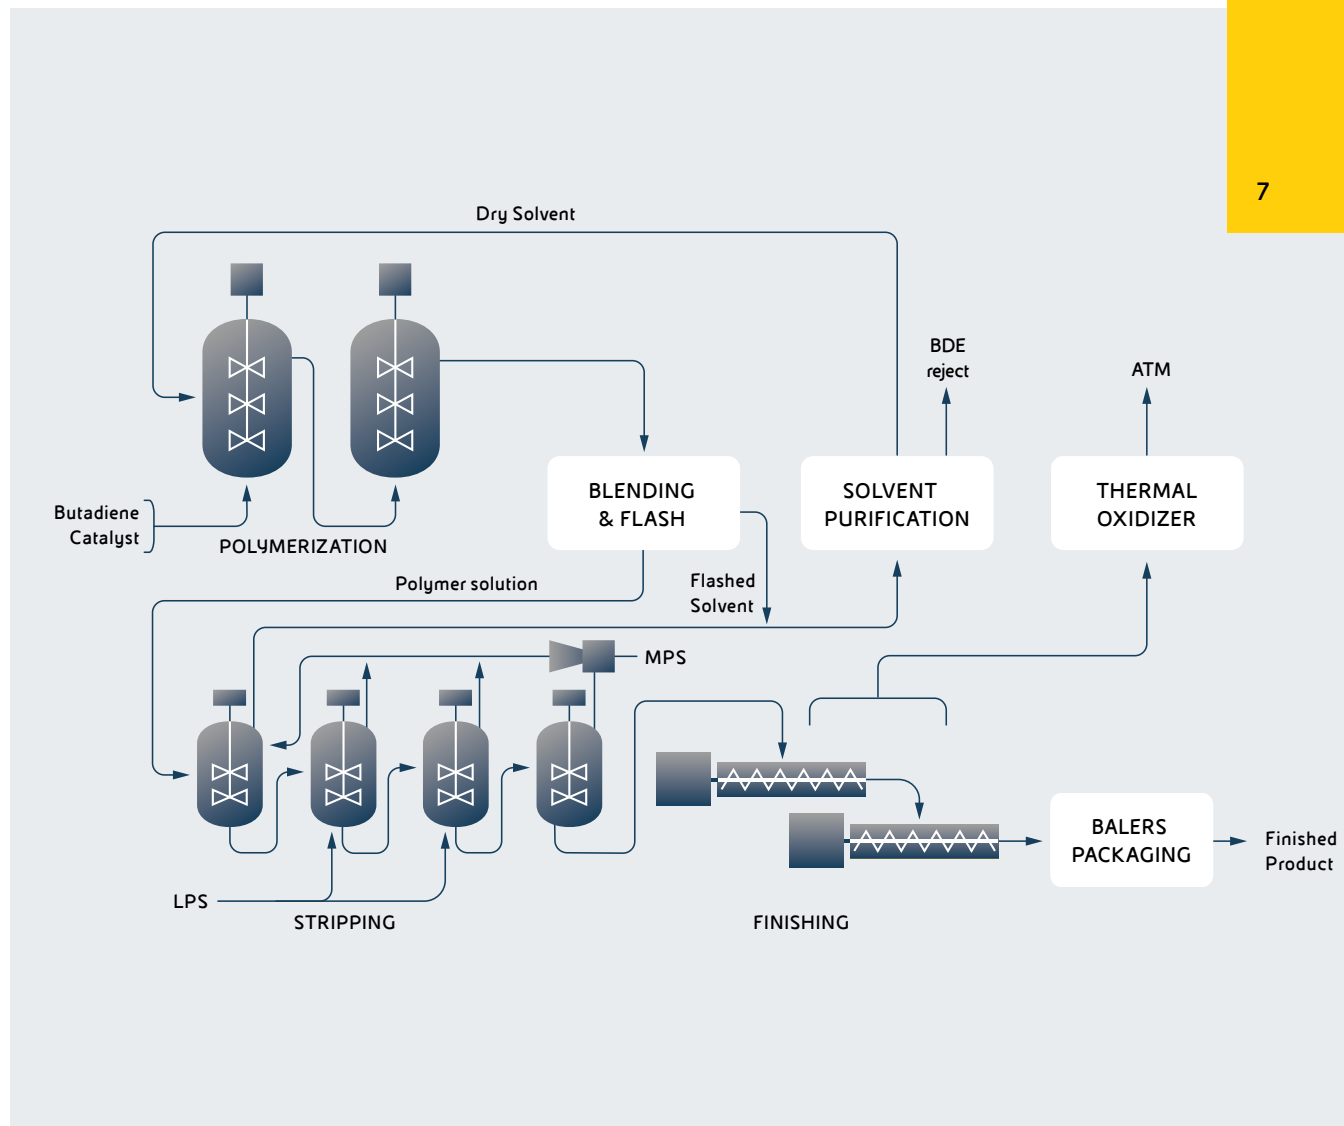 7
Dry Solvent
BDE
reject
ATM
BLENDING
& FLASH
SOLVENT
PURIFICATION
THERMAL
OXIDIZER
Butadiene
Catalyst
POLYMERIZATION
Polymer solution
Flashed
Solvent
MPS
BALERS
PACKAGING
Finished
Product
LPS
STRIPPING
FINISHING